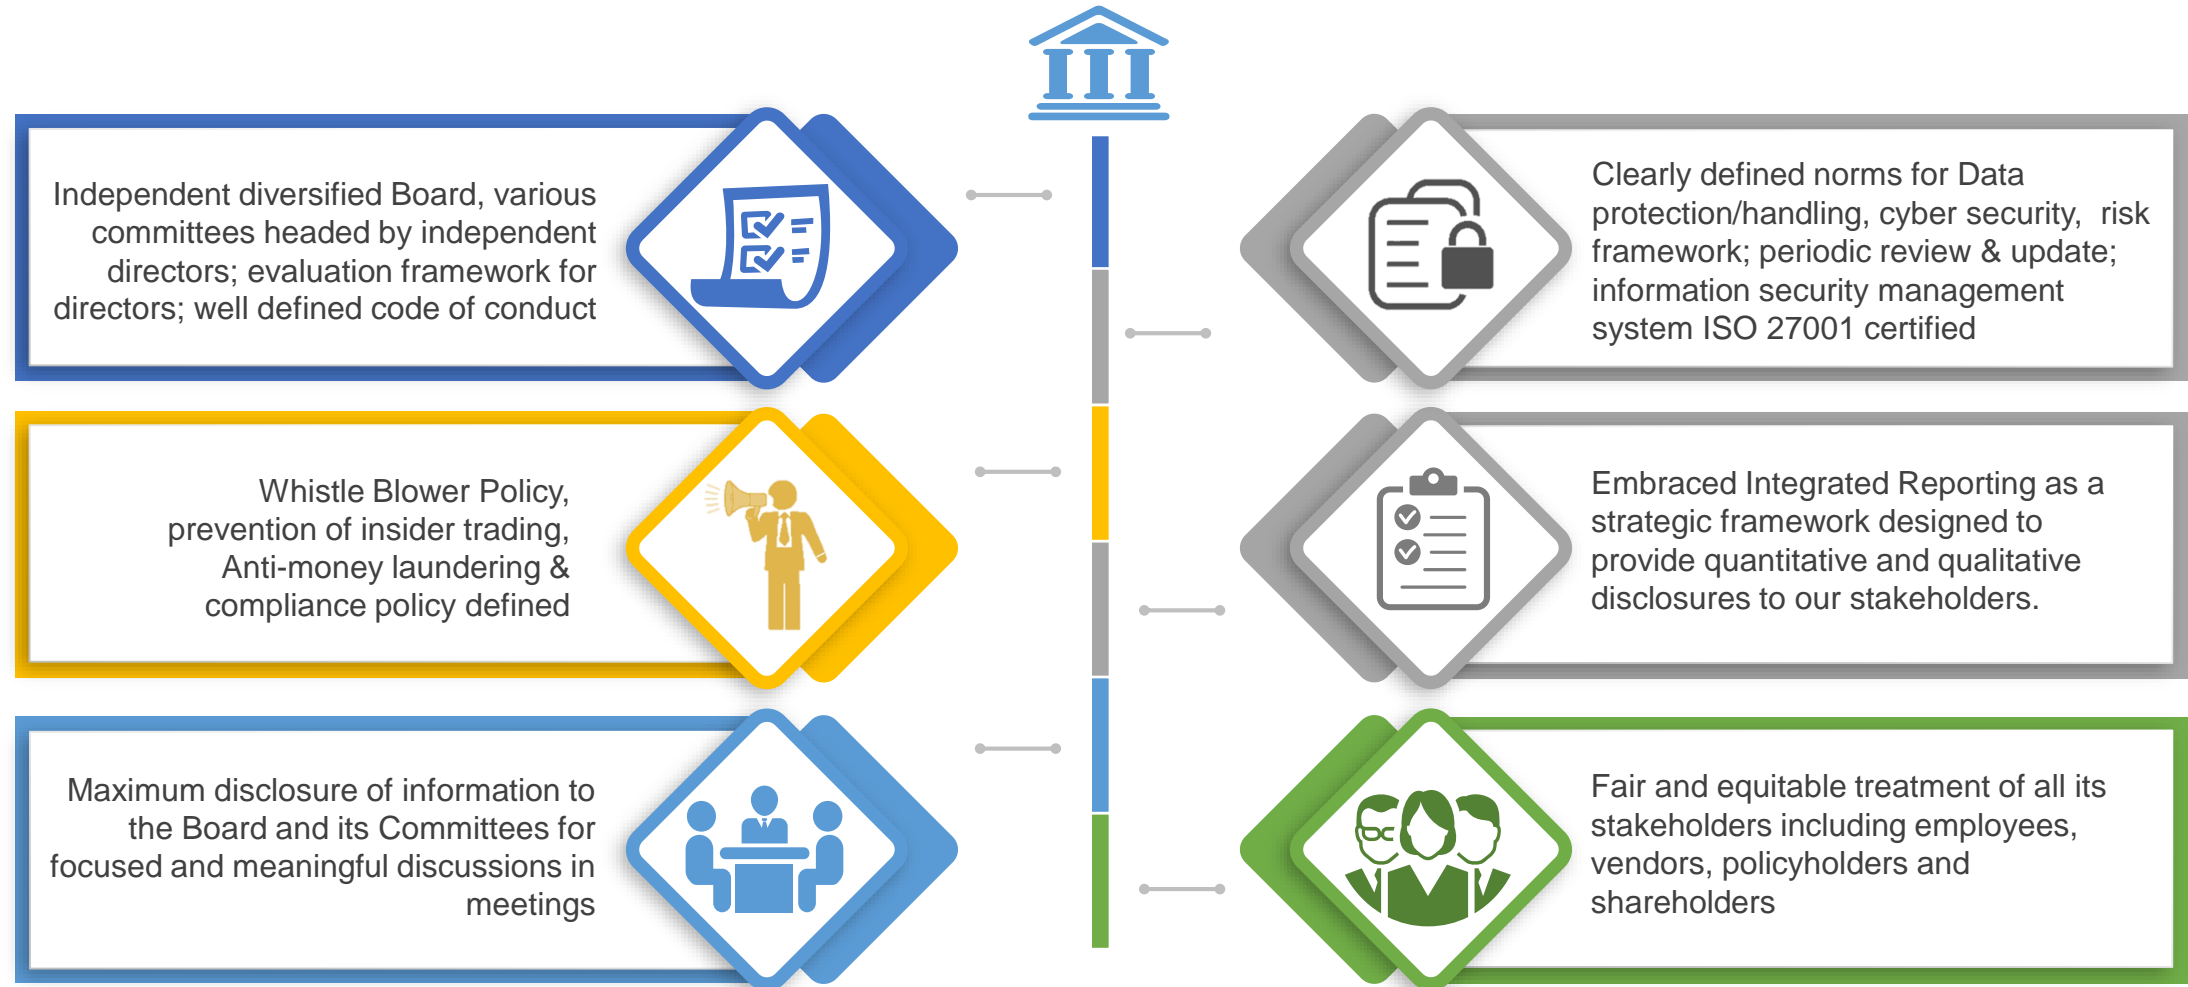 Independent diversified Board, various
committees headed by independent
directors; evaluation framework for
directors; well defined code of conduct
Clearly defined norms for Data
protection/handling, cyber security, risk
framework; periodic review & update;
information security management
system ISO 27001 certified
Whistle Blower Policy,
prevention of insider trading,
Anti-money laundering &
compliance policy defined
Embraced Integrated Reporting as a
strategic framework designed to
provide quantitative and qualitative
disclosures to our stakeholders.
Maximum disclosure of information to
the Board and its Committees for
focused and meaningful discussions in
meetings
Fair and equitable treatment of all its
stakeholders including employees,
vendors, policyholders and
shareholders